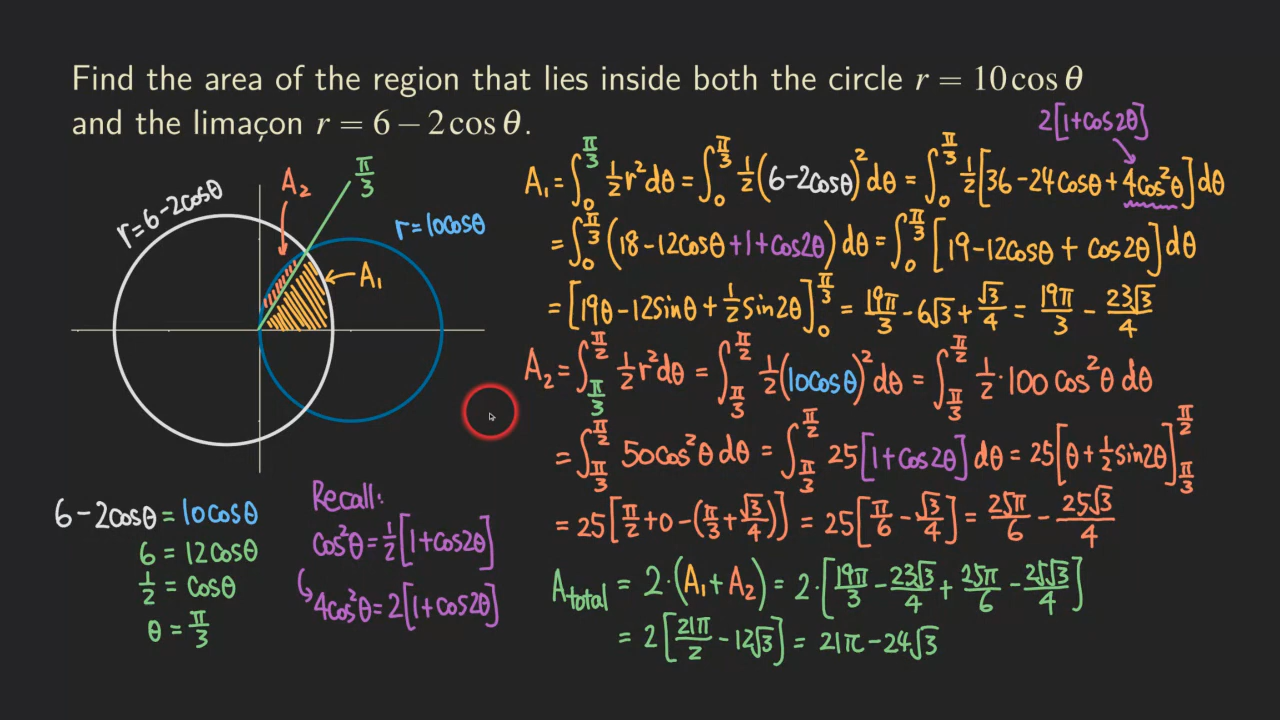 Find the area of the region that lies inside both the circle r = 10 cos θ
and the limaçon r = 6 − 2 cos θ.
2[1+cos2θ]
r=6-2cosθ
A₂
π/3
r=10cosθ
A₁
A₁ = ∫₀^(π/3) ½r²dθ = ∫₀^(π/3) ½(6-2cosθ)²dθ = ∫₀^(π/3) ½[36-24cosθ+4cos²θ]dθ
= ∫₀^(π/3) (18-12cosθ+1+cos2θ)dθ = ∫₀^(π/3) [19-12cosθ+cos2θ]dθ
= [19θ-12sinθ+½sin2θ]₀^(π/3) = 19π/3 - 6√3 + √3/4 = 19π/3 - 23√3/4
A₂ = ∫_(π/3)^(π/2) ½r²dθ = ∫_(π/3)^(π/2) ½(10cosθ)²dθ = ∫_(π/3)^(π/2) ½·100cos²θdθ
= ∫_(π/3)^(π/2) 50cos²θdθ = ∫_(π/3)^(π/2) 25[1+cos2θ]dθ = 25[θ+½sin2θ]_(π/3)^(π/2)
= 25[π/2+0-(π/3+√3/4)] = 25[π/6-√3/4] = 25π/6 - 25√3/4
A_total = 2·(A₁+A₂) = 2·[19π/3 - 23√3/4 + 25π/6 - 25√3/4]
= 2[21π/2 - 12√3] = 21π-24√3
6-2cosθ = 10cosθ
6 = 12cosθ
½ = cosθ
θ = π/3
Recall:
cos²θ = ½[1+cos2θ]
4cos²θ = 2[1+cos2θ]